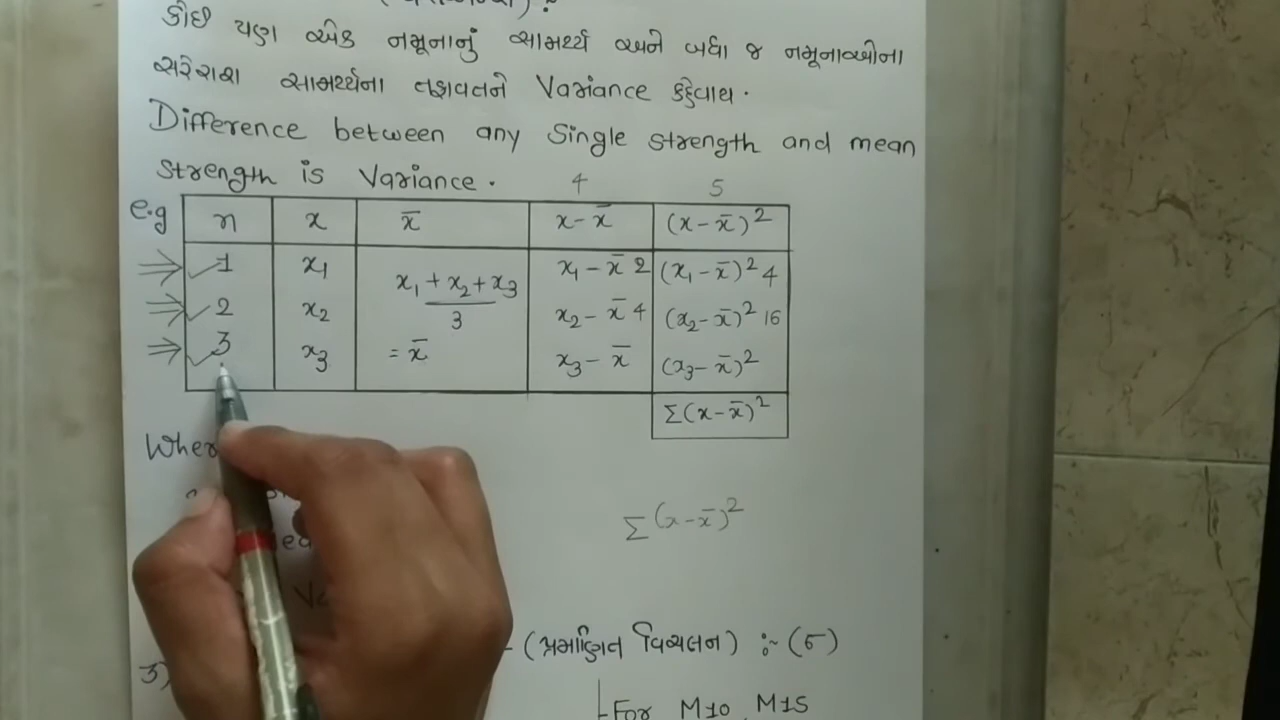 કોઈ પણ એક નમૂનાનું સામર્થ્ય અને બધા જ નમૂનાઓના
સરેરાશ સામર્થ્યના તફાવતને Variance કહેવાય.
Difference between any Single strength and mean
strength is Variance.
4 5
e.g n x x̄ x-x̄ (x-x̄)²
1 x₁ x₁+x₂+x₃ x₁-x̄ 2 (x₁-x̄)² 4
2 x₂ 3 x₂-x̄ 4 (x₂-x̄)² 16
3 x₃ = x̄ x₃-x̄ (x₃-x̄)²
Σ(x-x̄)²
Σ(x-x̄)²
3) - (પ્રમાણિત વિચલન) :- (σ)
For M10, M15